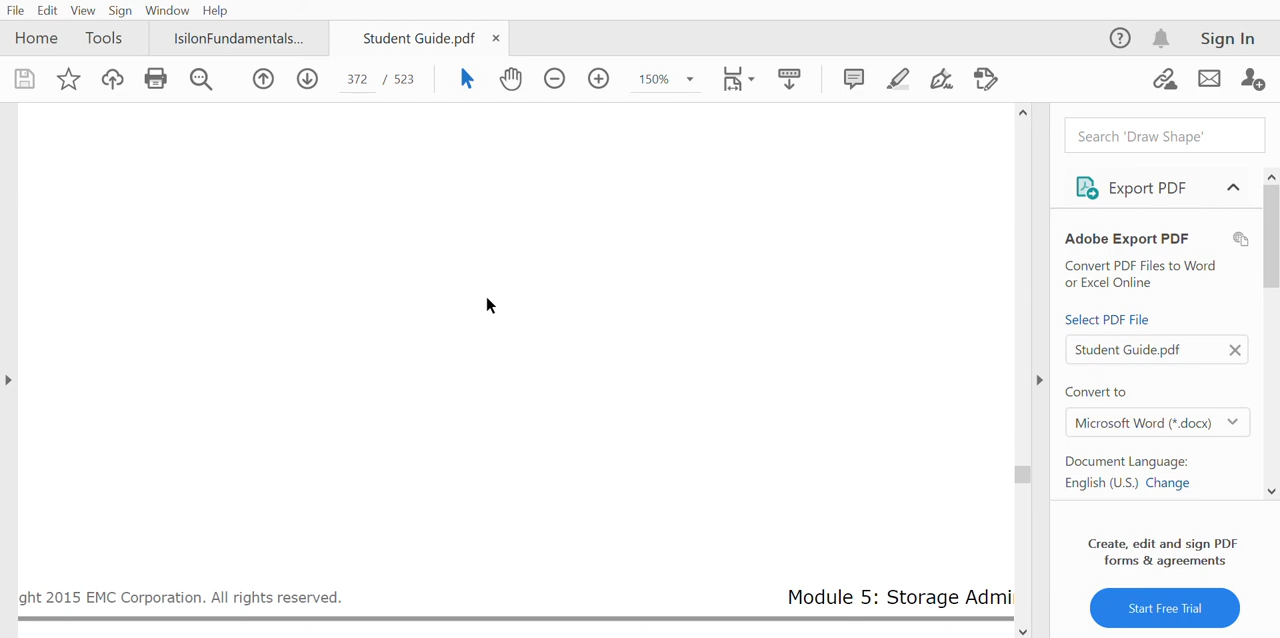 File Edit View Sign Window Help
Home Tools IsilonFundamentals... Student Guide.pdf Sign In
372 / 523 150%
Search 'Draw Shape'
Export PDF
Adobe Export PDF
Convert PDF Files to Word
or Excel Online
Select PDF File
Student Guide.pdf
Convert to
Microsoft Word (*.docx)
Document Language:
English (U.S.) Change
Create, edit and sign PDF
forms & agreements
Start Free Trial
ght 2015 EMC Corporation. All rights reserved.
Module 5: Storage Admi